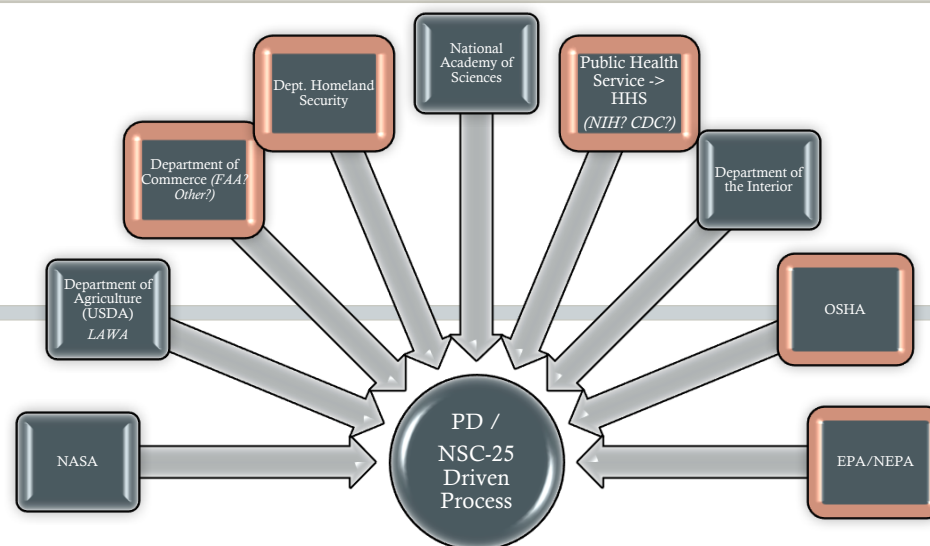 National
Academy of
Sciences
Public Health
Service ->
HHS
(NIH? CDC?)
Dept. Homeland
Security
Department of
Commerce (FAA?
Other?)
Department of
the Interior
Department of
Agriculture
(USDA)
LAWA
OSHA
NASA
PD /
NSC-25
Driven
Process
EPA/NEPA